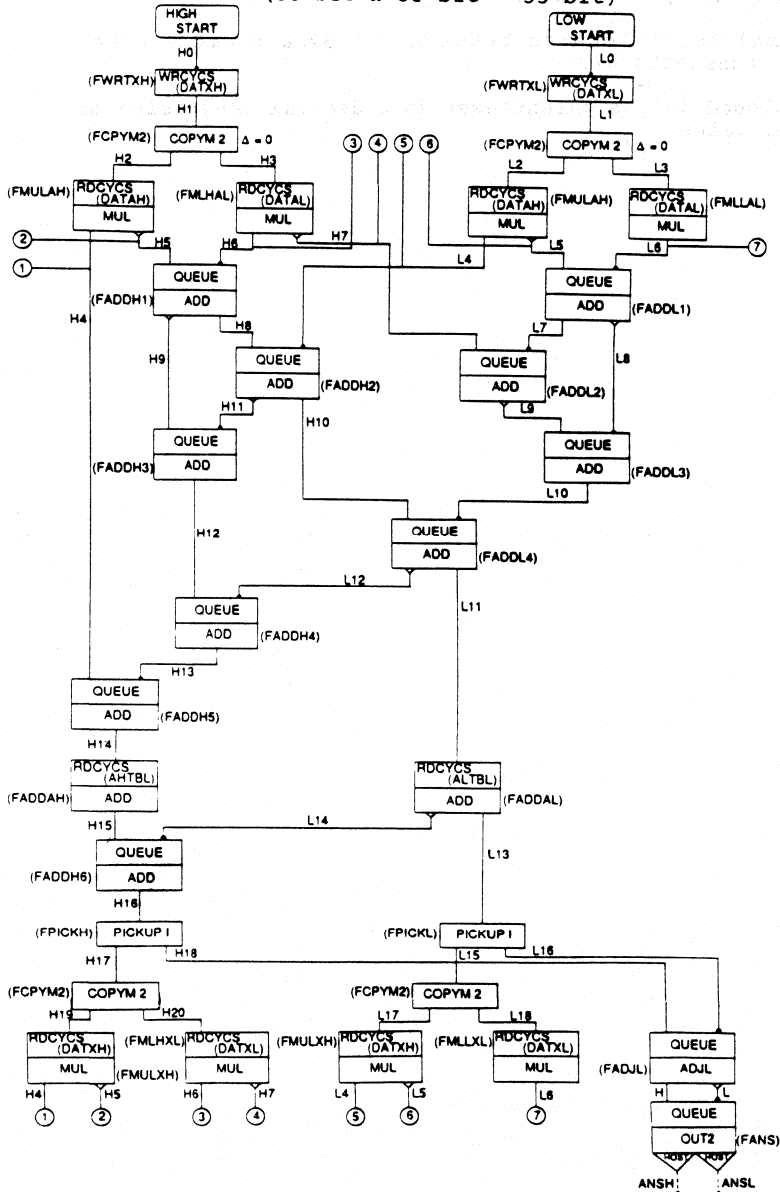 HIGH START
LOW START
H0
L0
(FWRTXH) WRCYCS (DATXH)
(FWRTXL) WRCYCS (DATXL)
H1
L1
(FCPYM2) COPYM 2 Δ = 0
3 4 5 6
(FCPYM2) COPYM 2 Δ = 0
H2 H3
L2 L3
(FMULAH) RDCYCS (DATAH) MUL
(FMLHAL) RDCYCS (DATAL) MUL
RDCYCS (DATAH) MUL (FMULAH)
RDCYCS (DATAL) MUL (FMLLAL)
2 H5 H6 H7 L5 L6 7
1 H4 L4
QUEUE ADD (FADDH1)
QUEUE ADD (FADDL1)
H8 L7
H9 L8
QUEUE ADD (FADDH2)
QUEUE ADD (FADDL2)
H11 H10 L9
QUEUE ADD (FADDH3)
QUEUE ADD (FADDL3)
L10
H12
QUEUE ADD (FADDL4)
L12 L11
QUEUE ADD (FADDH4)
H13
QUEUE ADD (FADDH5)
H14
(FADDAH) RDCYCS (AHTBL) ADD
RDCYCS (ALTBL) ADD (FADDAL)
H15 L14 L13
QUEUE ADD (FADDH6)
H16
(FPICKH) PICKUP I
(FPICKL) PICKUP I
H17 H18 L15 L16
(FCPYM2) COPYM 2
(FCPYM2) COPYM 2
H19 H20 L17 L18
RDCYCS (DATXH) MUL (FMULXH)
(FMLHXL) RDCYCS (DATXL) MUL
(FMULXH) RDCYCS (DATXH) MUL
(FMLLXL) RDCYCS (DATXL) MUL
QUEUE (FADJL) ADJL
H4 H5 H6 H7 L4 L5 L6
1 2 3 4 5 6 7
H L
QUEUE OUT2 (FANS)
HOST HOST
ANSH ANSL